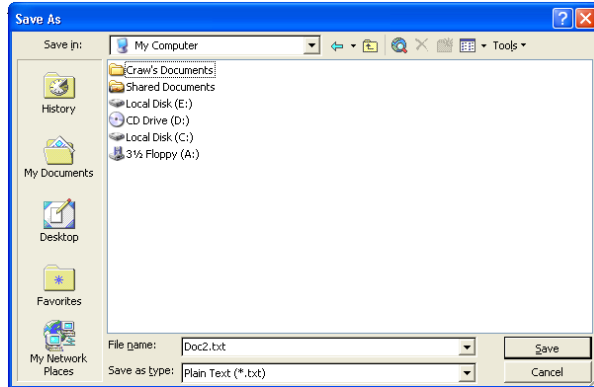 Save As
Save in:
My Computer
Tools
History
My Documents
Desktop
Favorites
My Network
Places
Craw's Documents
Shared Documents
Local Disk (E:)
CD Drive (D:)
Local Disk (C:)
3½ Floppy (A:)
File name:
Doc2.txt
Save
Save as type:
Plain Text (*.txt)
Cancel